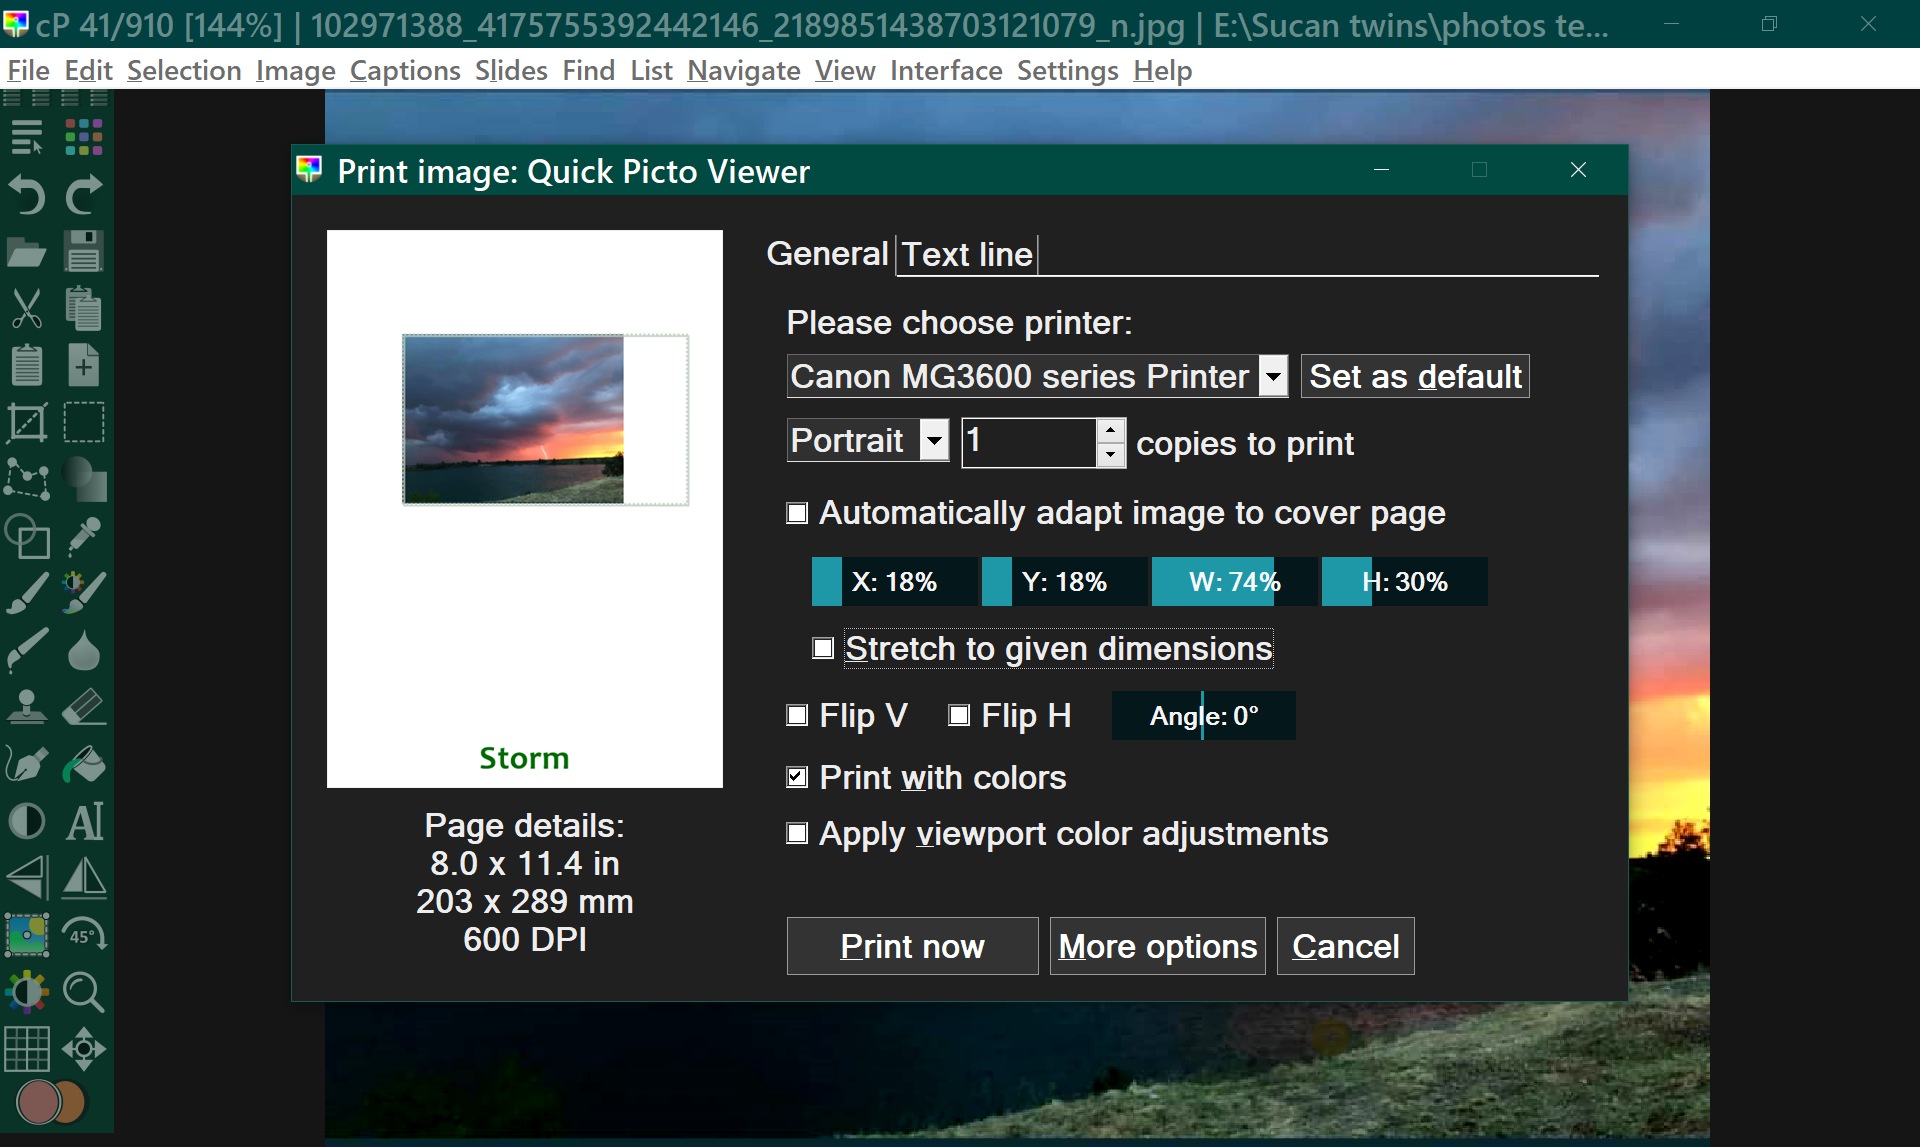 cP 41/910 [144%] | 102971388_4175755392442146_2189851438703121079_n.jpg | E:\Sucan twins\photos te...
File Edit Selection Image Captions Slides Find List Navigate View Interface Settings Help
Print image: Quick Picto Viewer
General Text line
Please choose printer:
Canon MG3600 series Printer Set as default
Portrait 1 copies to print
Automatically adapt image to cover page
X: 18% Y: 18% W: 74% H: 30%
Stretch to given dimensions
Flip V Flip H Angle: 0°
Print with colors
Apply viewport color adjustments
Print now More options Cancel
Storm
Page details:
8.0 x 11.4 in
203 x 289 mm
600 DPI
AI
45°